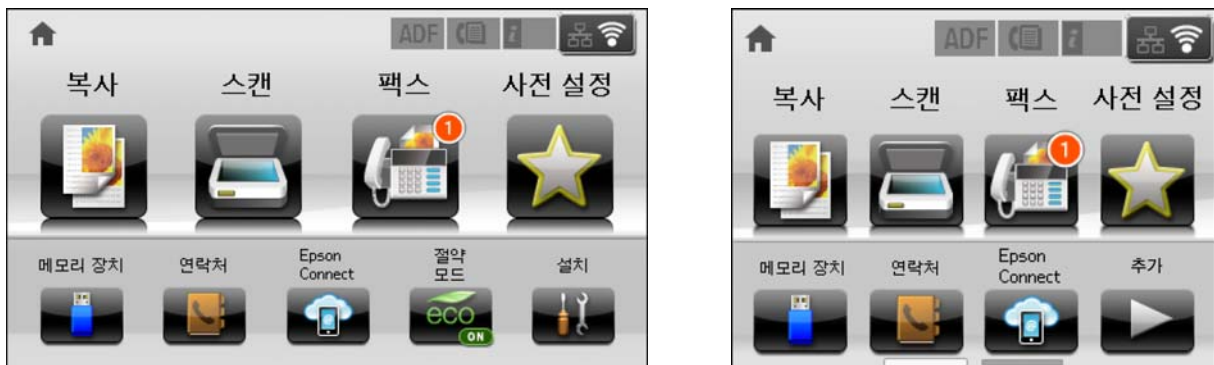 ADF i
복사 스캔 팩스 사전 설정
1
메모리 장치 연락처 Epson Connect 절약 모드 설치
@ eco
ON
ADF i
복사 스캔 팩스 사전 설정
1
메모리 장치 연락처 Epson Connect 추가
@